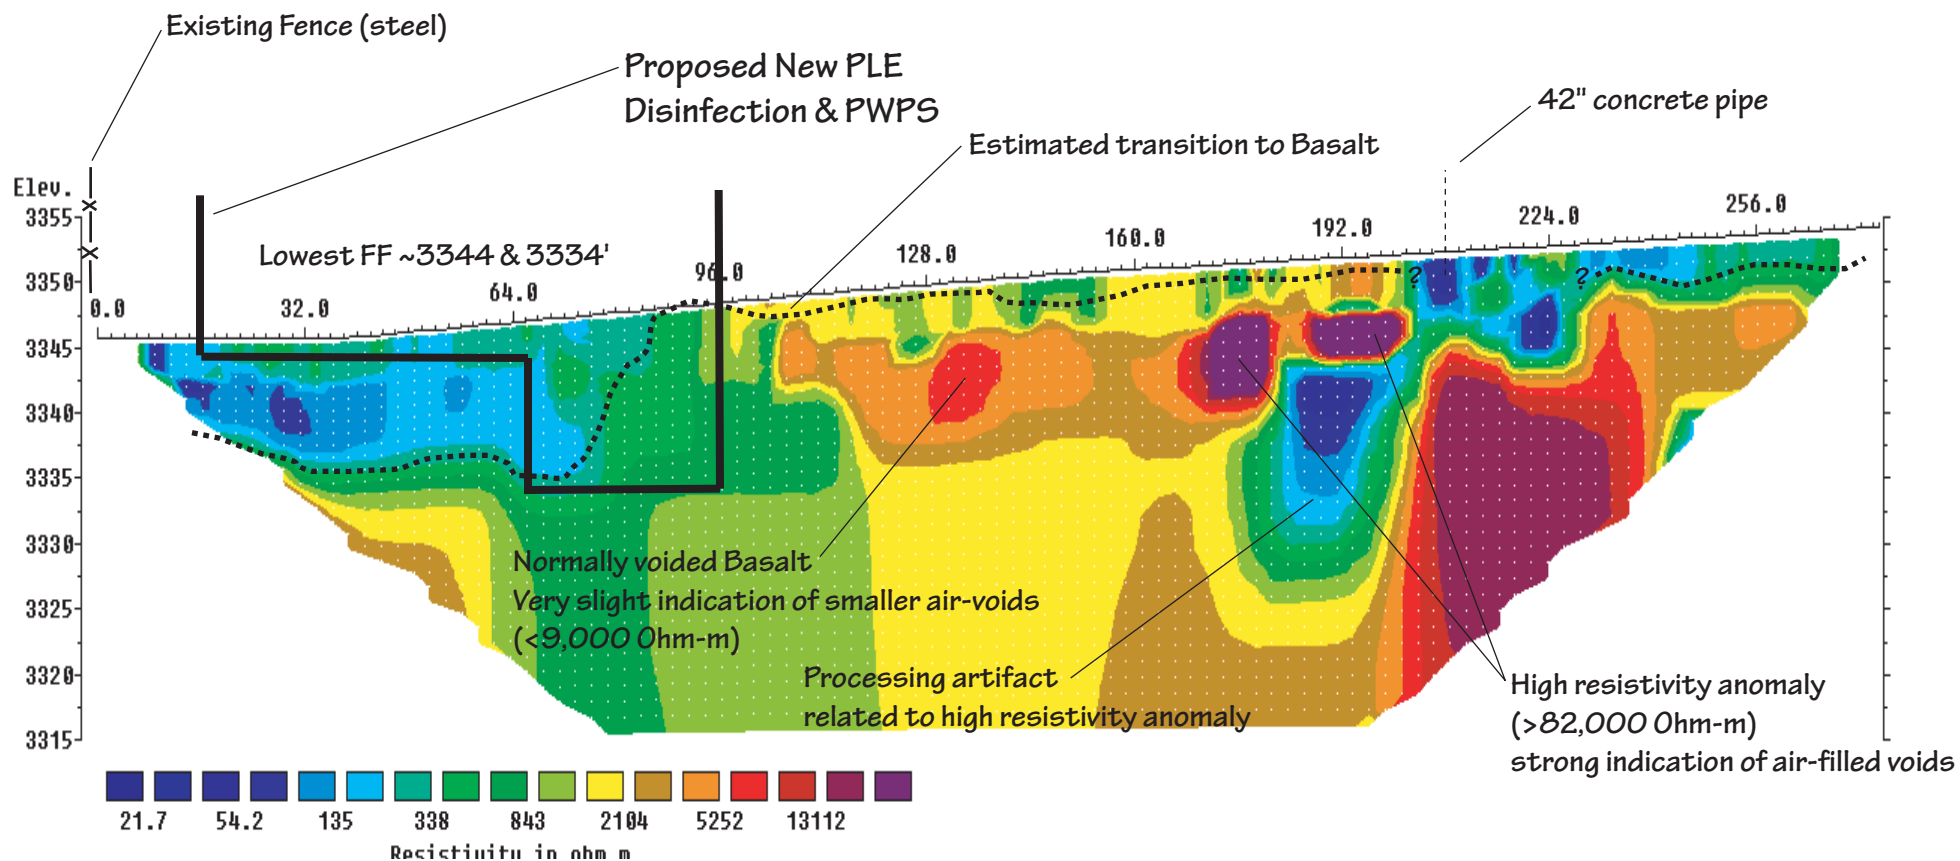 Existing Fence (steel)
Proposed New PLE
Disinfection & PWPS
42" concrete pipe
Estimated transition to Basalt
Elev.
3355
3350
3345
3340
3335
3330
3325
3320
3315
Lowest FF ~3344 & 3334'
0.0
32.0
64.0
96.0
128.0
160.0
192.0
224.0
256.0
?
?
Normally voided Basalt
Very slight indication of smaller air-voids
(<9,000 Ohm-m)
Processing artifact
related to high resistivity anomaly
High resistivity anomaly
(>82,000 Ohm-m)
strong indication of air-filled voids
21.7 54.2 135 338 843 2104 5252 13112
Resistivity in ohm m